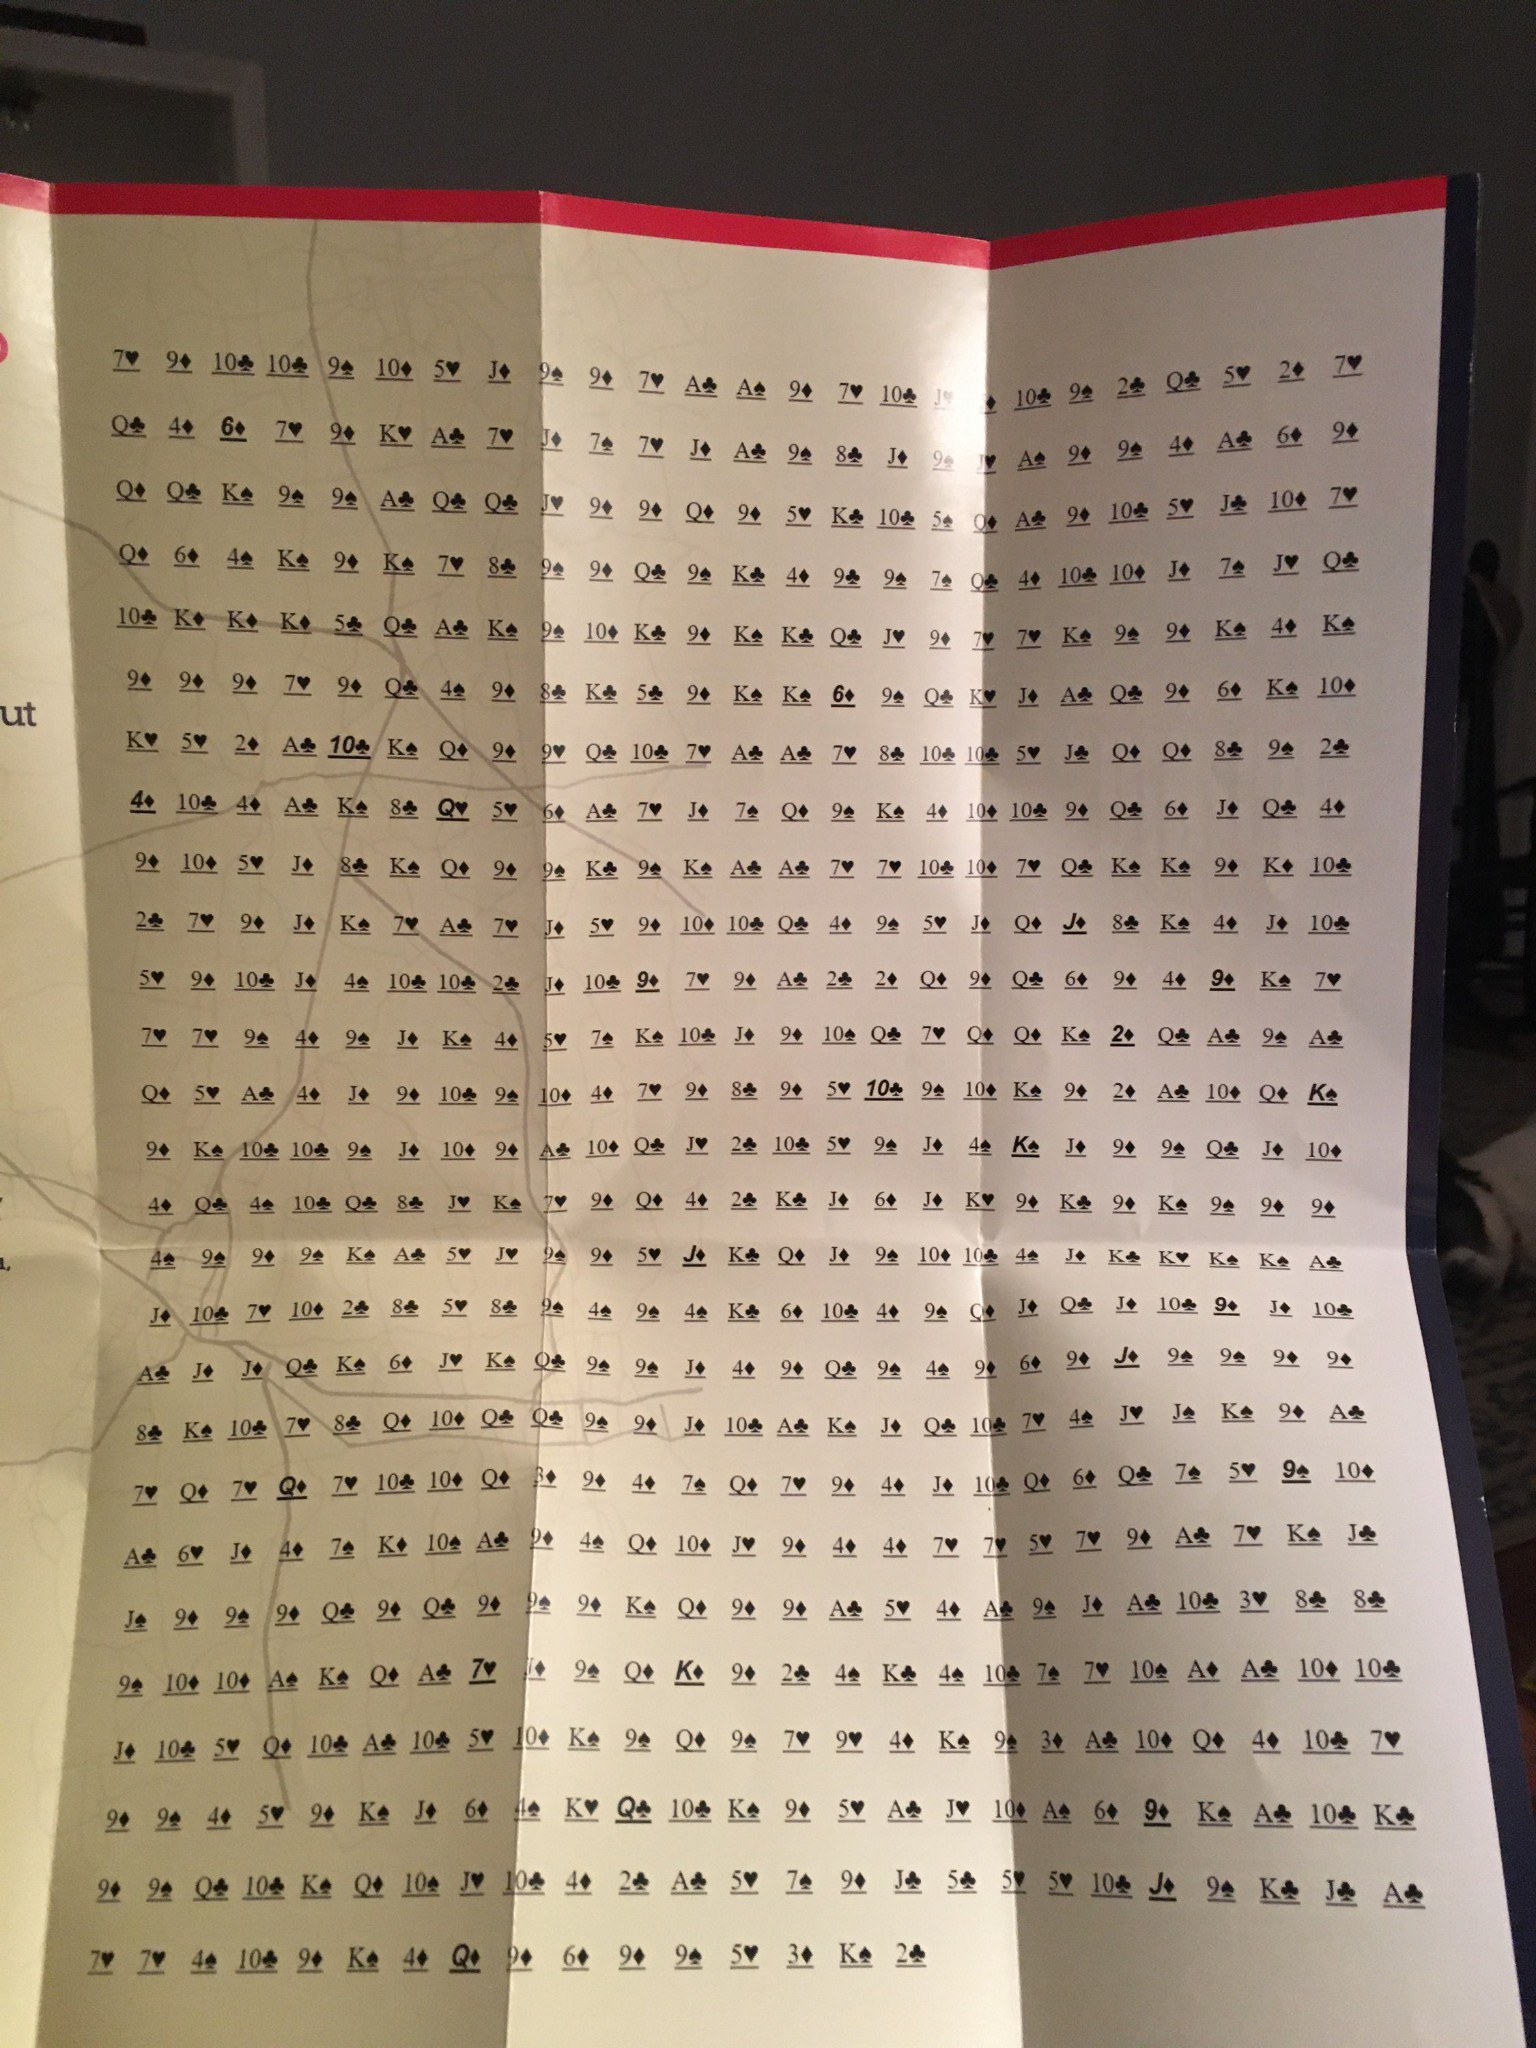 ut
7♥ 9♦ 10♣ 10♣ 9♠ 10♦ 5♥ J♦ 9♠ 9♦ 7♥ A♣ A♠ 9♦ 7♥ 10♣ J♥ 10♣ 9♠ 2♣ Q♣ 5♥ 2♦ 7♥
Q♣ 4♦ 6♦ 7♥ 9♦ K♥ A♣ 7♥ J♦ 7♠ 7♥ J♦ A♣ 9♠ 8♣ J♦ 9♠ J♥ A♠ 9♦ 9♠ 4♦ A♣ 6♦ 9♦
Q♦ Q♣ K♠ 9♠ 9♠ A♣ Q♣ Q♣ J♥ 9♦ 9♦ Q♦ 9♦ 5♥ K♣ 10♣ 5♠ Q♦ A♣ 9♦ 10♣ 5♥ J♣ 10♦ 7♥
Q♦ 6♦ 4♠ K♠ 9♦ K♠ 7♥ 8♣ 9♠ 9♦ Q♣ 9♠ K♣ 4♦ 9♣ 9♠ 7♠ Q♣ 4♦ 10♣ 10♦ J♦ 7♠ J♥ Q♣
10♣ K♦ K♦ K♦ 5♣ Q♣ A♣ K♠ 9♠ 10♦ K♣ 9♦ K♠ K♣ Q♣ J♥ 9♦ 7♥ 7♥ K♠ 9♠ 9♦ K♠ 4♦ K♠
9♦ 9♦ 9♦ 7♥ 9♦ Q♣ 4♠ 9♦ 8♣ K♣ 5♣ 9♦ K♠ K♠ 6♦ 9♠ Q♣ K♥ J♦ A♣ Q♣ 9♦ 6♦ K♠ 10♦
K♥ 5♥ 2♦ A♣ 10♣ K♠ Q♦ 9♦ 9♥ Q♣ 10♣ 7♥ A♣ A♣ 7♥ 8♣ 10♣ 10♣ 5♥ J♣ Q♦ Q♦ 8♣ 9♠ 2♣
4♦ 10♣ 4♦ A♣ K♠ 8♣ Q♥ 5♥ 6♦ A♣ 7♥ J♦ 7♠ Q♦ 9♠ K♠ 4♦ 10♦ 10♣ 9♦ Q♣ 6♦ J♦ Q♣ 4♦
9♦ 10♦ 5♥ J♦ 8♣ K♠ Q♦ 9♦ 9♠ K♣ 9♠ K♠ A♣ A♣ 7♥ 7♥ 10♣ 10♦ 7♥ Q♣ K♠ K♠ 9♦ K♦ 10♣
2♣ 7♥ 9♦ J♦ K♠ 7♥ A♣ 7♥ J♦ 5♥ 9♦ 10♦ 10♣ Q♣ 4♦ 9♠ 5♥ J♦ Q♦ J♦ 8♣ K♠ 4♦ J♦ 10♣
5♥ 9♦ 10♣ J♦ 4♠ 10♣ 10♣ 2♣ J♦ 10♣ 9♦ 7♥ 9♦ A♣ 2♣ 2♦ Q♦ 9♦ Q♣ 6♦ 9♦ 4♦ 9♦ K♠ 7♥
7♥ 7♥ 9♠ 4♦ 9♠ J♦ K♠ 4♦ 5♥ 7♠ K♠ 10♣ J♦ 9♦ 10♠ Q♣ 7♥ Q♦ Q♦ K♠ 2♦ Q♣ A♣ 9♠ A♣
Q♦ 5♥ A♣ 4♦ J♦ 9♦ 10♣ 9♠ 10♦ 4♦ 7♥ 9♦ 8♣ 9♦ 5♥ 10♣ 9♠ 10♦ K♠ 9♦ 2♦ A♣ 10♦ Q♦ K♠
9♦ K♠ 10♣ 10♣ 9♠ J♦ 10♦ 9♦ A♣ 10♦ Q♣ J♥ 2♣ 10♣ 5♥ 9♠ J♦ 4♠ K♠ J♦ 9♦ 9♠ Q♣ J♦ 10♦
4♦ Q♣ 4♠ 10♣ Q♣ 8♣ J♥ K♠ 7♥ 9♦ Q♦ 4♦ 2♣ K♣ J♦ 6♦ J♦ K♥ 9♦ K♣ 9♦ K♠ 9♠ 9♦ 9♦
4♠ 9♠ 9♦ 9♠ K♠ A♣ 5♥ J♥ 9♠ 9♦ 5♥ J♦ K♣ Q♦ J♦ 9♠ 10♦ 10♣ 4♠ J♦ K♣ K♥ K♠ K♠ A♣
J♦ 10♣ 7♥ 10♦ 2♣ 8♣ 5♥ 8♣ 9♠ 4♠ 9♠ 4♠ K♣ 6♦ 10♣ 4♦ 9♠ Q♦ J♦ Q♣ J♦ 10♣ 9♦ J♦ 10♣
A♣ J♦ J♦ Q♣ K♠ 6♦ J♥ K♠ Q♣ 9♠ 9♠ J♦ 4♦ 9♦ Q♣ 9♠ 4♠ 9♦ 6♦ 9♦ J♦ 9♠ 9♠ 9♦ 9♦
8♣ K♠ 10♣ 7♥ 8♣ Q♦ 10♦ Q♣ Q♣ 9♠ 9♦ J♦ 10♣ A♣ K♠ J♦ Q♣ 10♣ 7♥ 4♠ J♥ J♠ K♠ 9♦ A♣
7♥ Q♦ 7♥ Q♦ 7♥ 10♣ 10♦ Q♦ 3♦ 9♦ 4♦ 7♠ Q♦ 7♥ 9♦ 4♦ J♦ 10♣ Q♦ 6♦ Q♣ 7♠ 5♥ 9♠ 10♦
A♣ 6♥ J♦ 4♦ 7♠ K♦ 10♠ A♣ 9♦ 4♠ Q♦ 10♦ J♥ 9♦ 4♦ 4♦ 7♥ 7♥ 5♥ 7♥ 9♦ A♣ 7♥ K♠ J♣
J♠ 9♦ 9♠ 9♦ Q♣ 9♦ Q♣ 9♦ 9♠ 9♦ K♠ Q♦ 9♦ 9♦ A♣ 5♥ 4♦ A♣ 9♠ J♦ A♣ 10♣ 3♥ 8♣ 8♣
9♠ 10♦ 10♦ A♠ K♠ Q♦ A♣ 7♥ J♦ 9♠ Q♦ K♦ 9♦ 2♣ 4♠ K♣ 4♠ 10♣ 7♠ 7♥ 10♠ A♦ A♣ 10♦ 10♣
J♦ 10♣ 5♥ Q♦ 10♣ A♣ 10♣ 5♥ 10♦ K♠ 9♠ Q♦ 9♠ 7♥ 9♥ 4♦ K♠ 9♠ 3♦ A♣ 10♦ Q♦ 4♦ 10♣ 7♥
9♦ 9♠ 4♦ 5♥ 9♦ K♠ J♦ 6♦ 4♠ K♥ Q♣ 10♣ K♠ 9♦ 5♥ A♣ J♥ 10♦ A♠ 6♦ 9♦ K♠ A♣ 10♣ K♣
9♦ 9♠ Q♣ 10♣ K♠ Q♦ 10♠ J♥ 10♣ 4♦ 2♣ A♣ 5♥ 7♠ 9♦ J♣ 5♣ 5♥ 5♥ 10♣ J♦ 9♠ K♣ J♣ A♣
7♥ 7♥ 4♠ 10♣ 9♦ K♠ 4♦ Q♦ 9♦ 6♦ 9♦ 9♠ 5♥ 3♦ K♠ 2♣